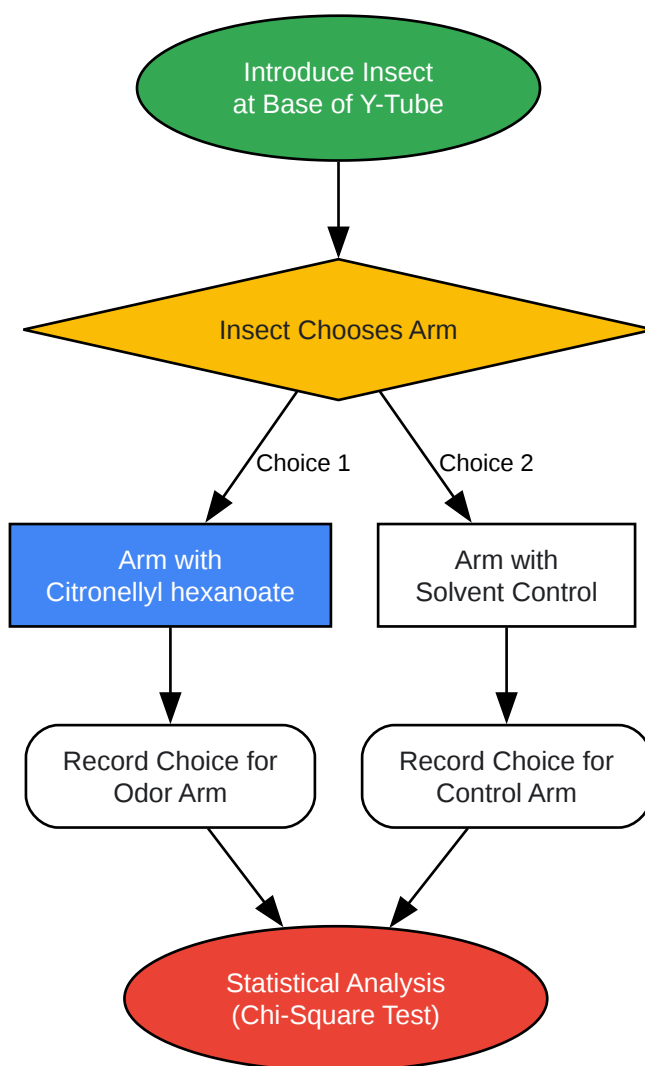 Introduce Insect
at Base of Y-Tube
Insect Chooses Arm
Choice 1
Choice 2
Arm with
Citronellyl hexanoate
Arm with
Solvent Control
Record Choice for
Odor Arm
Record Choice for
Control Arm
Statistical Analysis
(Chi-Square Test)